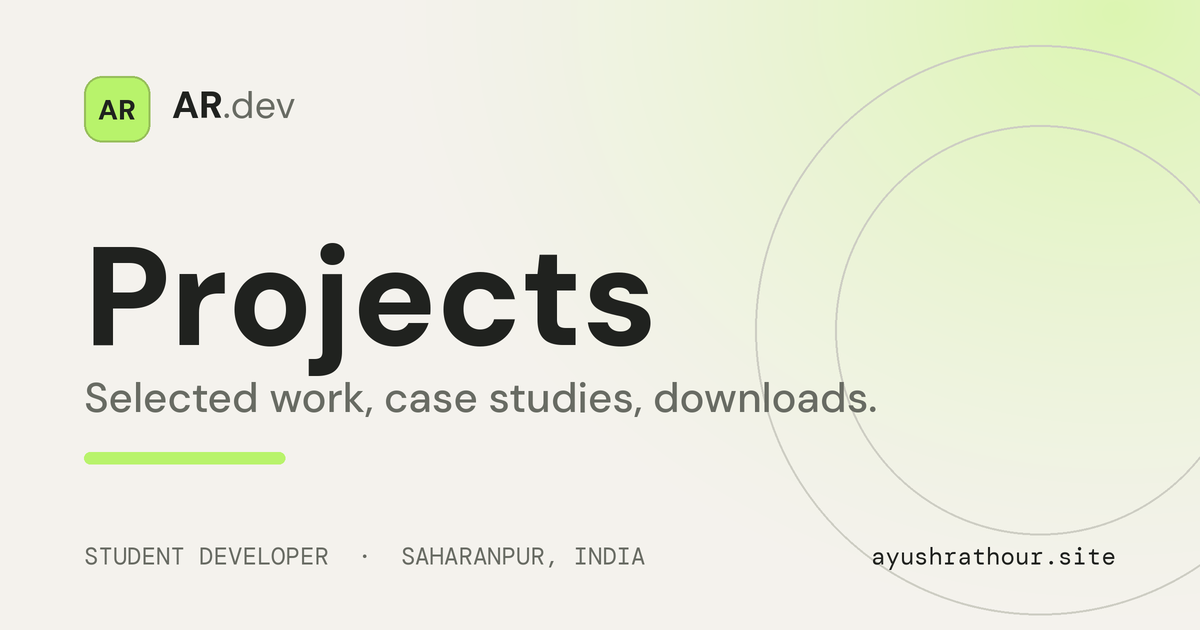 AR
AR.dev
Projects
Selected work, case studies, downloads.
STUDENT DEVELOPER · SAHARANPUR, INDIA
ayushrathour.site